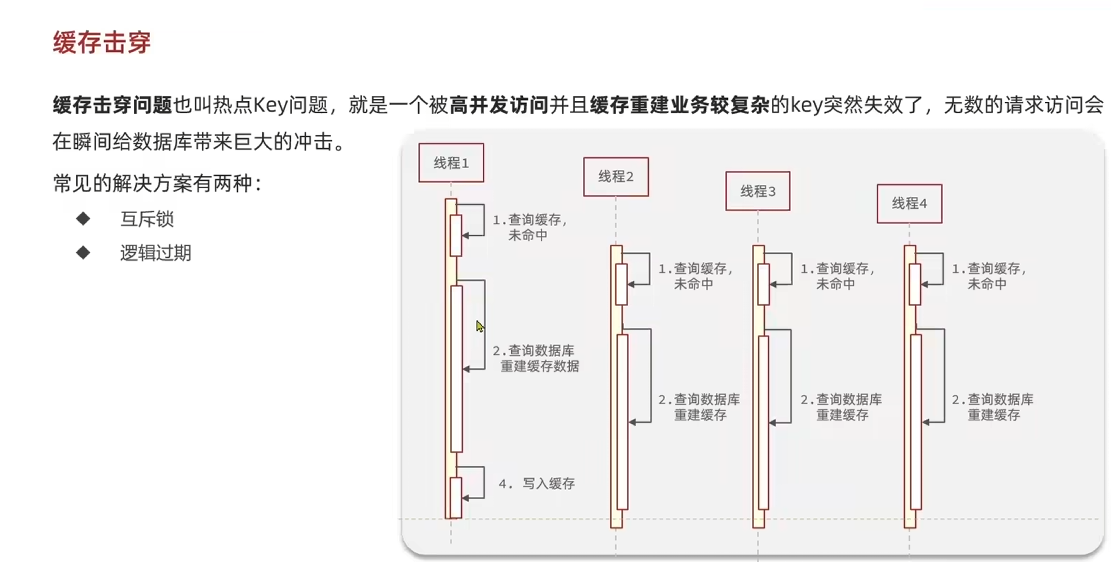 缓存击穿
缓存击穿问题也叫热点Key问题，就是一个被高并发访问并且缓存重建业务较复杂的key突然失效了，无数的请求访问会
在瞬间给数据库带来巨大的冲击。
常见的解决方案有两种：
◆ 互斥锁
◆ 逻辑过期
线程1
1.查询缓存，
未命中
2.查询数据库
重建缓存数据
4. 写入缓存
线程2
1.查询缓存，
未命中
2.查询数据库
重建缓存
线程3
1.查询缓存，
未命中
2.查询数据库
重建缓存
线程4
1.查询缓存，
未命中
2.查询数据库
重建缓存